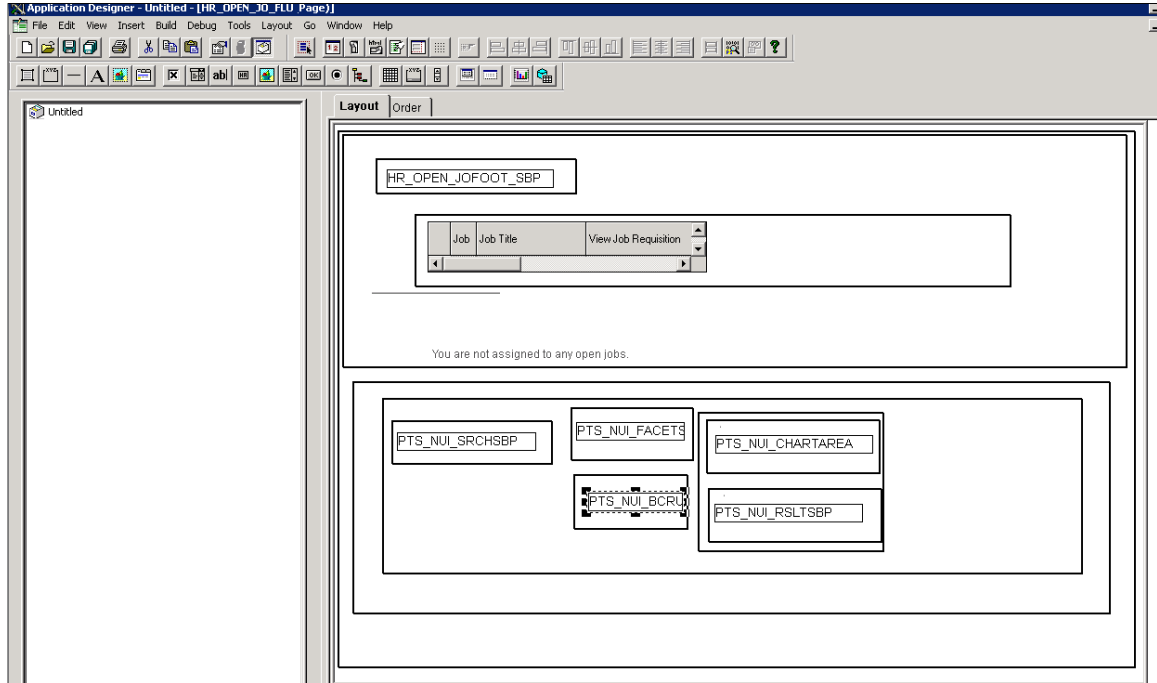 Application Designer - Untitled - [HR_OPEN_JO_FLU Page)]
File Edit View Insert Build Debug Tools Layout Go Window Help
Untitled
Layout Order
HR_OPEN_JOFOOT_SBP
Job Job Title View Job Requisition
You are not assigned to any open jobs.
PTS_NUI_SRCHSBP
PTS_NUI_FACETS
PTS_NUI_CHARTAREA
PTS_NUI_BCRU
PTS_NUI_RSLTSBP